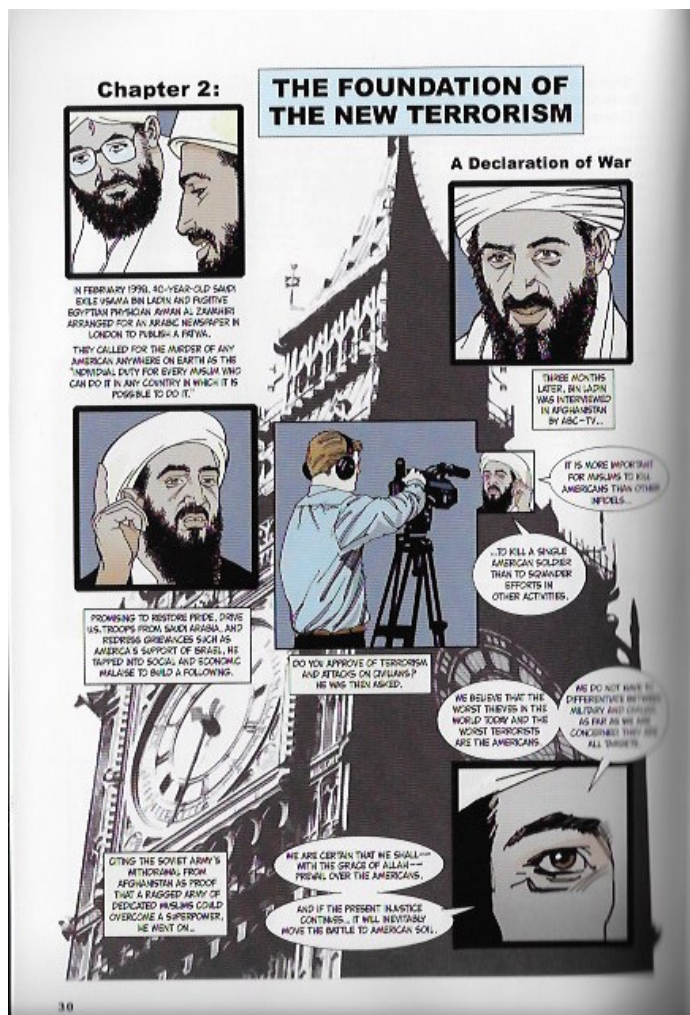 Chapter 2:
THE FOUNDATION OF
THE NEW TERRORISM
A Declaration of War
IN FEBRUARY 1998, 40-YEAR-OLD SAUDI
EXILE USAMA BIN LADIN AND FUGITIVE
EGYPTIAN PHYSICIAN AYMAN AL ZAWAHIRI
ARRANGED FOR AN ARABIC NEWSPAPER IN
LONDON TO PUBLISH A FATWA.
THEY CALLED FOR THE MURDER OF ANY
AMERICAN ANYWHERE ON EARTH AS THE
"INDIVIDUAL DUTY FOR EVERY MUSLIM WHO
CAN DO IT IN ANY COUNTRY IN WHICH IT IS
POSSIBLE TO DO IT."
THREE MONTHS
LATER, BIN LADIN
WAS INTERVIEWED
IN AFGHANISTAN
BY ABC-TV...
IT IS MORE IMPORTANT
FOR MUSLIMS TO KILL
AMERICANS THAN OTHER
INFIDELS...
...TO KILL A SINGLE
AMERICAN SOLDIER
THAN TO SQUANDER
EFFORTS IN
OTHER ACTIVITIES.
PROMISING TO RESTORE PRIDE, DRIVE
U.S. TROOPS FROM SAUDI ARABIA, AND
REDRESS GRIEVANCES SUCH AS
AMERICA'S SUPPORT OF ISRAEL, HE
TAPPED INTO SOCIAL AND ECONOMIC
MALAISE TO BUILD A FOLLOWING.
DO YOU APPROVE OF TERRORISM
AND ATTACKS ON CIVILIANS?
HE WAS THEN ASKED.
WE BELIEVE THAT THE
WORST THIEVES IN THE
WORLD TODAY AND THE
WORST TERRORISTS
ARE THE AMERICANS.
WE DO NOT HAVE TO
DIFFERENTIATE BETWEEN
MILITARY AND CIVILIAN.
AS FAR AS WE ARE
CONCERNED THEY ARE
ALL TARGETS.
CITING THE SOVIET ARMY'S
WITHDRAWAL FROM
AFGHANISTAN AS PROOF
THAT A RAGGED ARMY OF
DEDICATED MUSLIMS COULD
OVERCOME A SUPERPOWER,
HE WENT ON...
WE ARE CERTAIN THAT WE SHALL--
WITH THE GRACE OF ALLAH--
PREVAIL OVER THE AMERICANS.
AND IF THE PRESENT INJUSTICE
CONTINUES... IT WILL INEVITABLY
MOVE THE BATTLE TO AMERICAN SOIL.
30